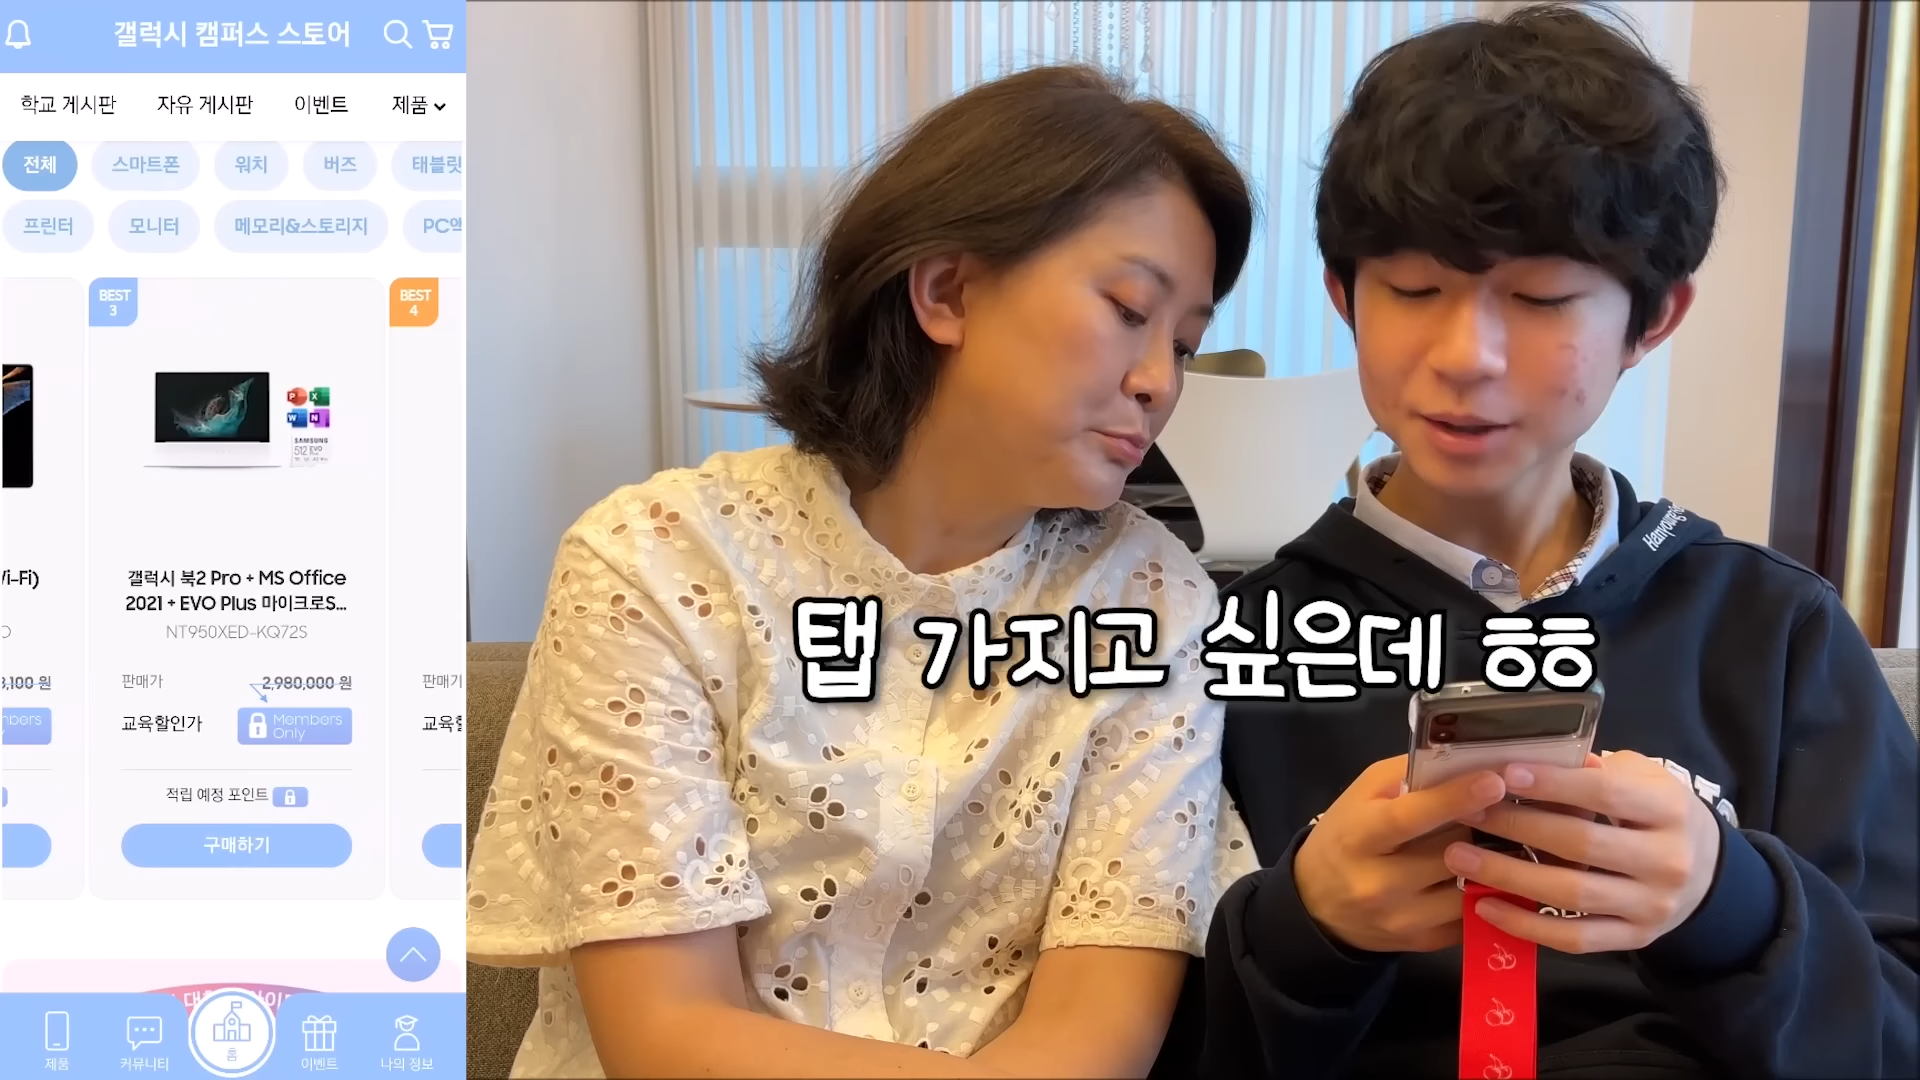 갤럭시 캠퍼스 스토어
학교 게시판 자유 게시판 이벤트 제품
전체 스마트폰 워치 버즈 태블릿
프린터 모니터 메모리&스토리지
BEST
3
BEST
4
P X
W N
SAMSUNG
512 EVO
갤럭시 북2 Pro + MS Office
2021 + EVO Plus 마이크로S...
NT950XED-KQ72S
판매가 2,980,000 원
교육할인가 Members
Only
적립 예정 포인트
구매하기
판매가
제품 커뮤니티 홈 이벤트 나의 정보
탭 가지고 싶은데 ㅎㅎ